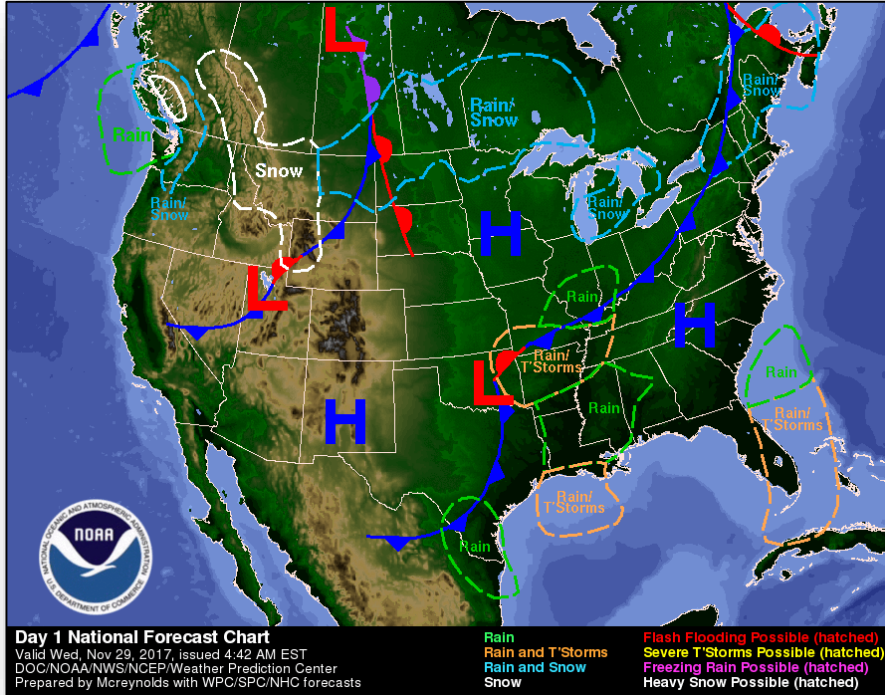 L
Rain
Rain/
Snow
Rain/
Snow
Snow
Rain/
Snow
Rain/
Snow
H
L
Rain
H
Rain/
T'Storms
L
Rain
Rain
H
Rain/
T'Storms
Rain/
T'Storms
Rain
NATIONAL OCEANIC AND ATMOSPHERIC ADMINISTRATION
NOAA
U.S. DEPARTMENT OF COMMERCE
Day 1 National Forecast Chart
Valid Wed, Nov 29, 2017, issued 4:42 AM EST
DOC/NOAA/NWS/NCEP/Weather Prediction Center
Prepared by Mcreynolds with WPC/SPC/NHC forecasts
Rain
Rain and T'Storms
Rain and Snow
Snow
Flash Flooding Possible (hatched)
Severe T'Storms Possible (hatched)
Freezing Rain Possible (hatched)
Heavy Snow Possible (hatched)